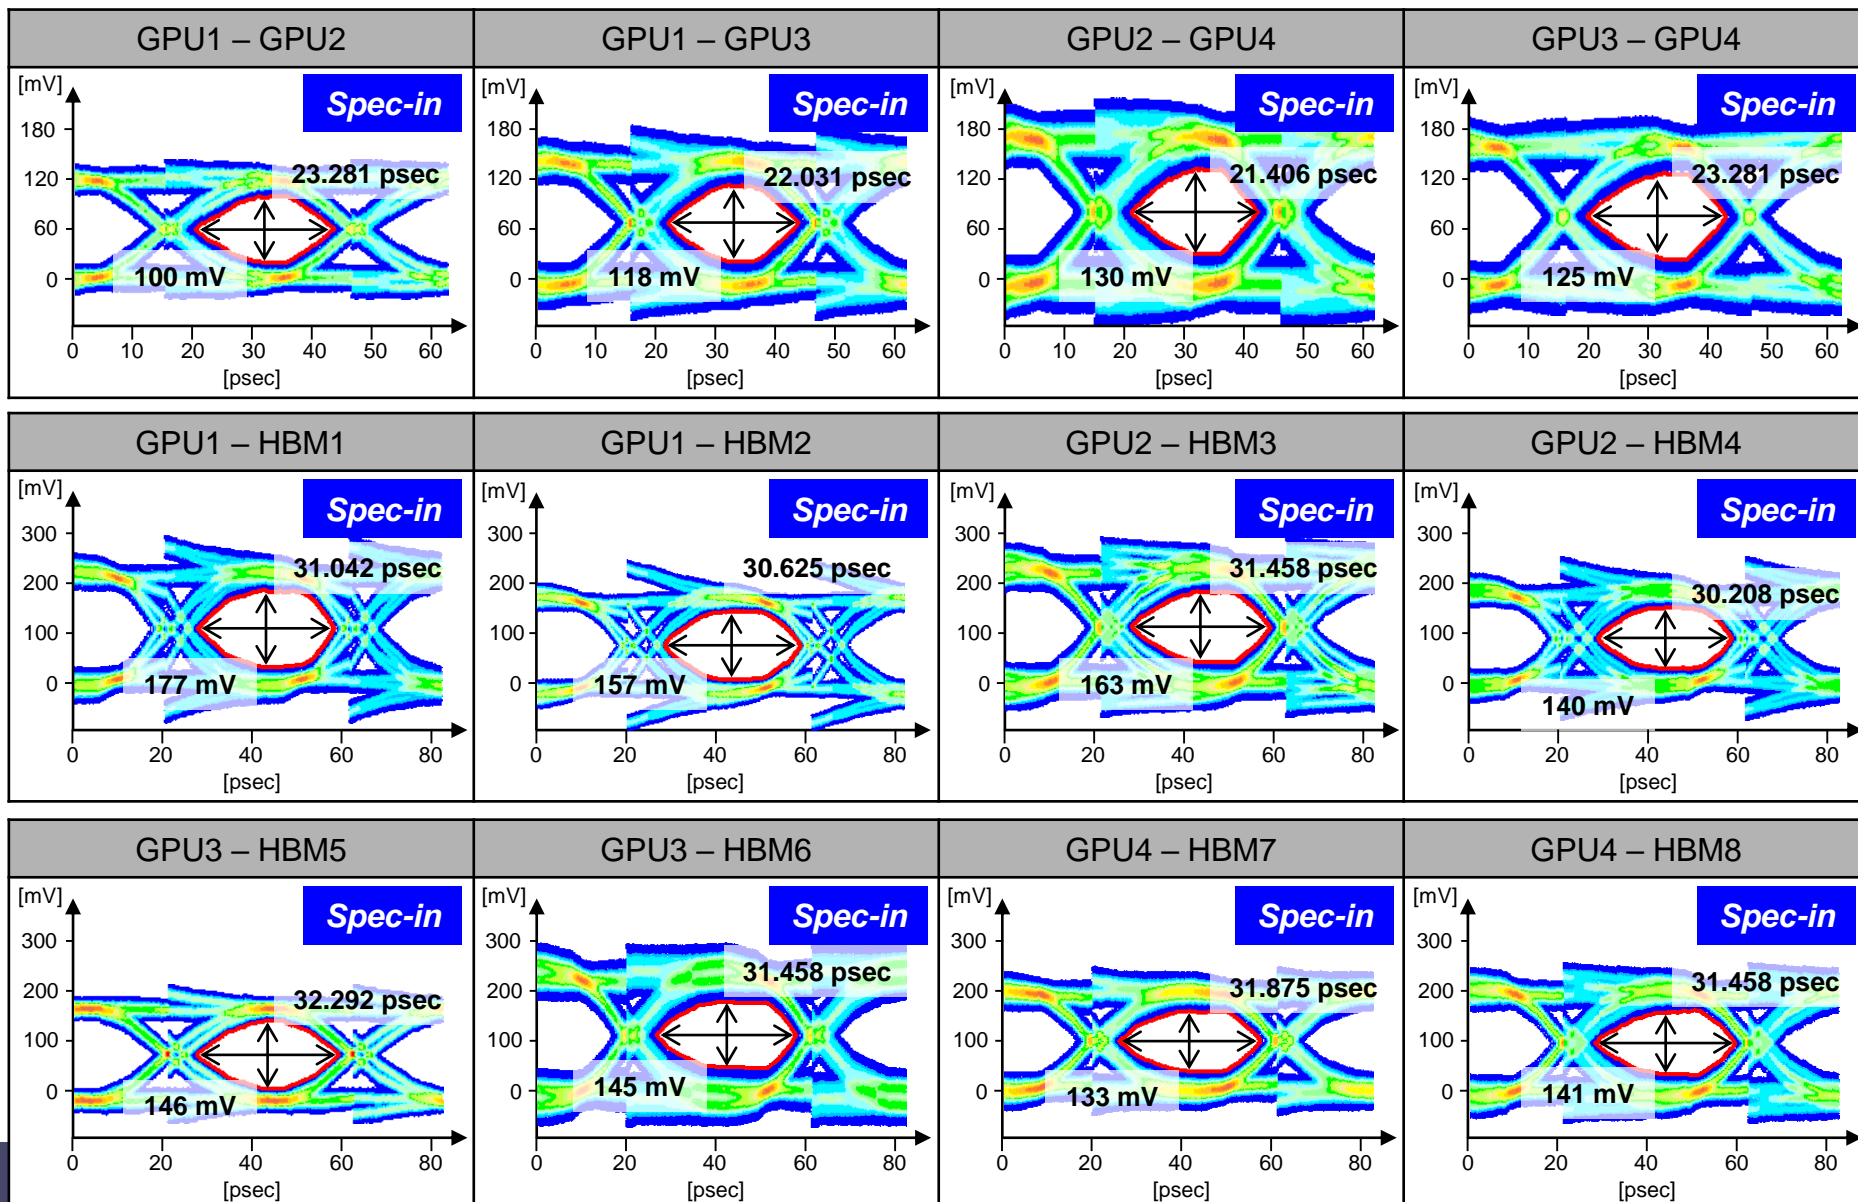 GPU1 – GPU2
GPU1 – GPU3
GPU2 – GPU4
GPU3 – GPU4
[mV]
Spec-in
180
120
60
0
23.281 psec
100 mV
0 10 20 30 40 50 60
[psec]
[mV]
Spec-in
180
120
60
0
22.031 psec
118 mV
0 10 20 30 40 50 60
[psec]
[mV]
Spec-in
180
120
60
0
21.406 psec
130 mV
0 10 20 30 40 50 60
[psec]
[mV]
Spec-in
180
120
60
0
23.281 psec
125 mV
0 10 20 30 40 50 60
[psec]
GPU1 – HBM1
GPU1 – HBM2
GPU2 – HBM3
GPU2 – HBM4
[mV]
Spec-in
300
200
100
0
31.042 psec
177 mV
0 20 40 60 80
[psec]
[mV]
Spec-in
300
200
100
0
30.625 psec
157 mV
0 20 40 60 80
[psec]
[mV]
Spec-in
300
200
100
0
31.458 psec
163 mV
0 20 40 60 80
[psec]
[mV]
Spec-in
300
200
100
0
30.208 psec
140 mV
0 20 40 60 80
[psec]
GPU3 – HBM5
GPU3 – HBM6
GPU4 – HBM7
GPU4 – HBM8
[mV]
Spec-in
300
200
100
0
32.292 psec
146 mV
0 20 40 60 80
[psec]
[mV]
Spec-in
300
200
100
0
31.458 psec
145 mV
0 20 40 60 80
[psec]
[mV]
Spec-in
300
200
100
0
31.875 psec
133 mV
0 20 40 60 80
[psec]
[mV]
Spec-in
300
200
100
0
31.458 psec
141 mV
0 20 40 60 80
[psec]